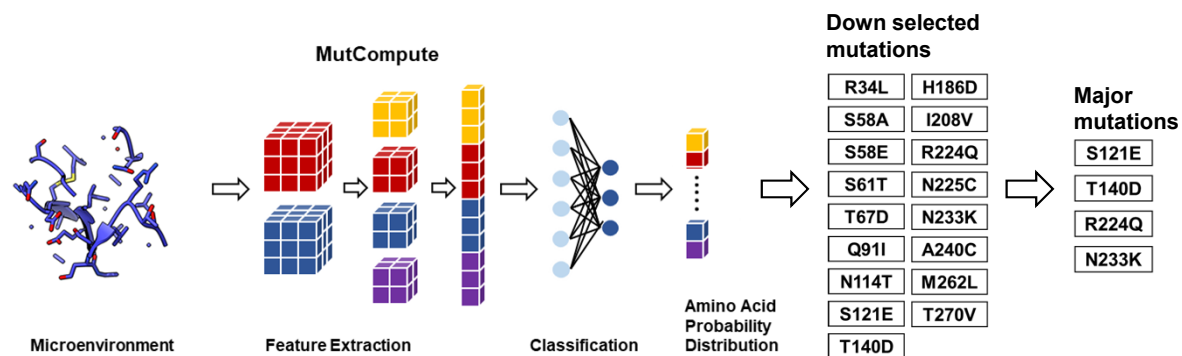 MutCompute
Down selected
mutations
R34L
H186D
S58A
I208V
S58E
R224Q
S61T
N225C
T67D
N233K
Q91I
A240C
N114T
M262L
S121E
T270V
T140D
Major
mutations
S121E
T140D
R224Q
N233K
Microenvironment
Feature Extraction
Classification
Amino Acid
Probability
Distribution